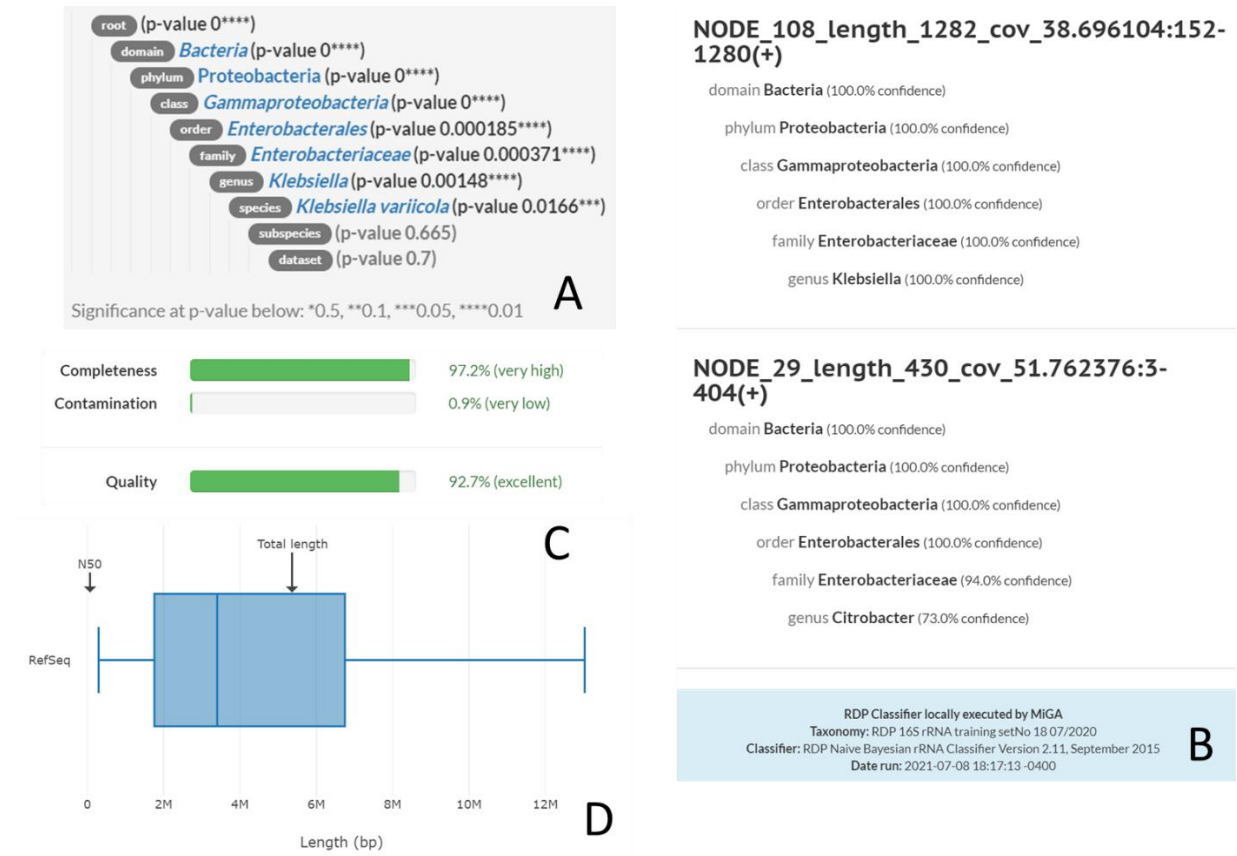 root (p-value 0****)
domain Bacteria (p-value 0****)
phylum Proteobacteria (p-value 0****)
class Gammaproteobacteria (p-value 0****)
order Enterobacterales (p-value 0.000185****)
family Enterobacteriaceae (p-value 0.000371****)
genus Klebsiella (p-value 0.00148****)
species Klebsiella variicola (p-value 0.0166***)
subspecies (p-value 0.665)
dataset (p-value 0.7)
Significance at p-value below: *0.5, **0.1, ***0.05, ****0.01
A
NODE_108_length_1282_cov_38.696104:152-
1280(+)
domain Bacteria (100.0% confidence)
phylum Proteobacteria (100.0% confidence)
class Gammaproteobacteria (100.0% confidence)
order Enterobacterales (100.0% confidence)
family Enterobacteriaceae (100.0% confidence)
genus Klebsiella (100.0% confidence)
NODE_29_length_430_cov_51.762376:3-
404(+)
domain Bacteria (100.0% confidence)
phylum Proteobacteria (100.0% confidence)
class Gammaproteobacteria (100.0% confidence)
order Enterobacterales (100.0% confidence)
family Enterobacteriaceae (94.0% confidence)
genus Citrobacter (73.0% confidence)
RDP Classifier locally executed by MiGA
Taxonomy: RDP 16S rRNA training setNo 18 07/2020
Classifier: RDP Naive Bayesian rRNA Classifier Version 2.11, September 2015
Date run: 2021-07-08 18:17:13 -0400
B
Completeness 97.2% (very high)
Contamination 0.9% (very low)
Quality 92.7% (excellent)
C
Total length
N50
RefSeq
0 2M 4M 6M 8M 10M 12M
Length (bp)
D